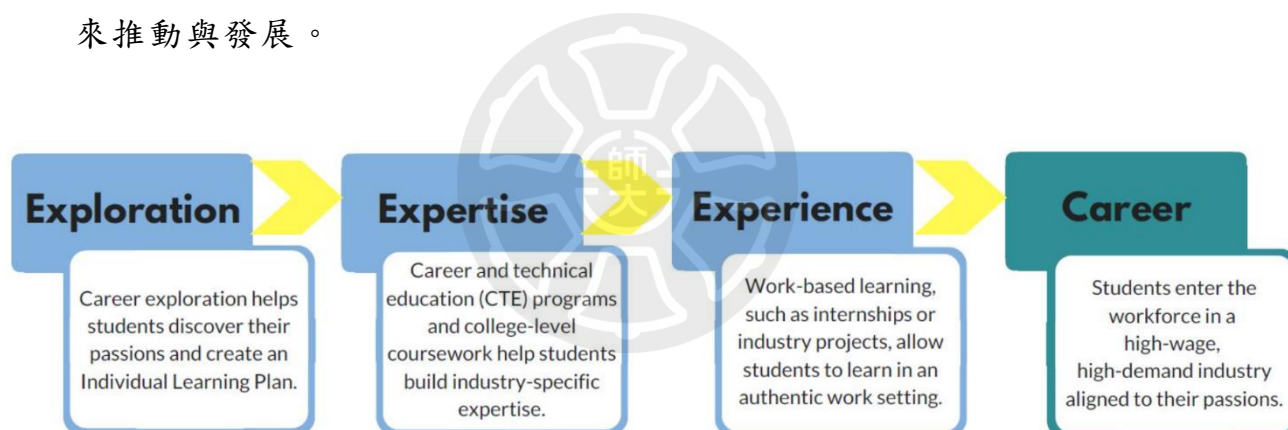 來推動與發展。
師
大
Exploration
Career exploration helps
students discover their
passions and create an
Individual Learning Plan.
Expertise
Career and technical
education (CTE) programs
and college-level
coursework help students
build industry-specific
expertise.
Experience
Work-based learning,
such as internships or
industry projects, allow
students to learn in an
authentic work setting.
Career
Students enter the
workforce in a
high-wage,
high-demand industry
aligned to their passions.